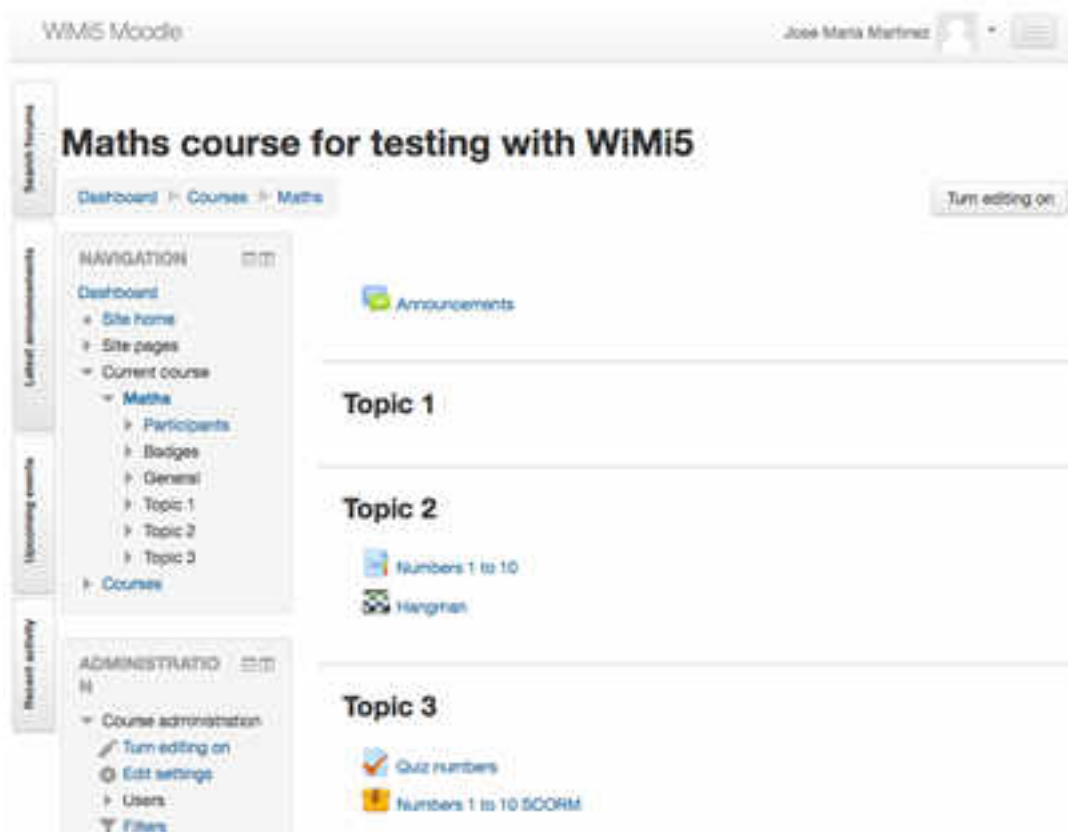 WiMi5 Moodle
Jose Maria Martinez
Maths course for testing with WiMi5
Dashboard Courses Maths
Turn editing on
Search forums
Latest announcements
Upcoming events
Recent activity
NAVIGATION
Dashboard
Site home
Site pages
Current course
Maths
Participants
Badges
General
Topic 1
Topic 2
Topic 3
Courses
ADMINISTRATIO
N
Course administration
Turn editing on
Edit settings
Users
Filters
Announcements
Topic 1
Topic 2
Numbers 1 to 10
Hangman
Topic 3
Quiz numbers
Numbers 1 to 10 SCORM